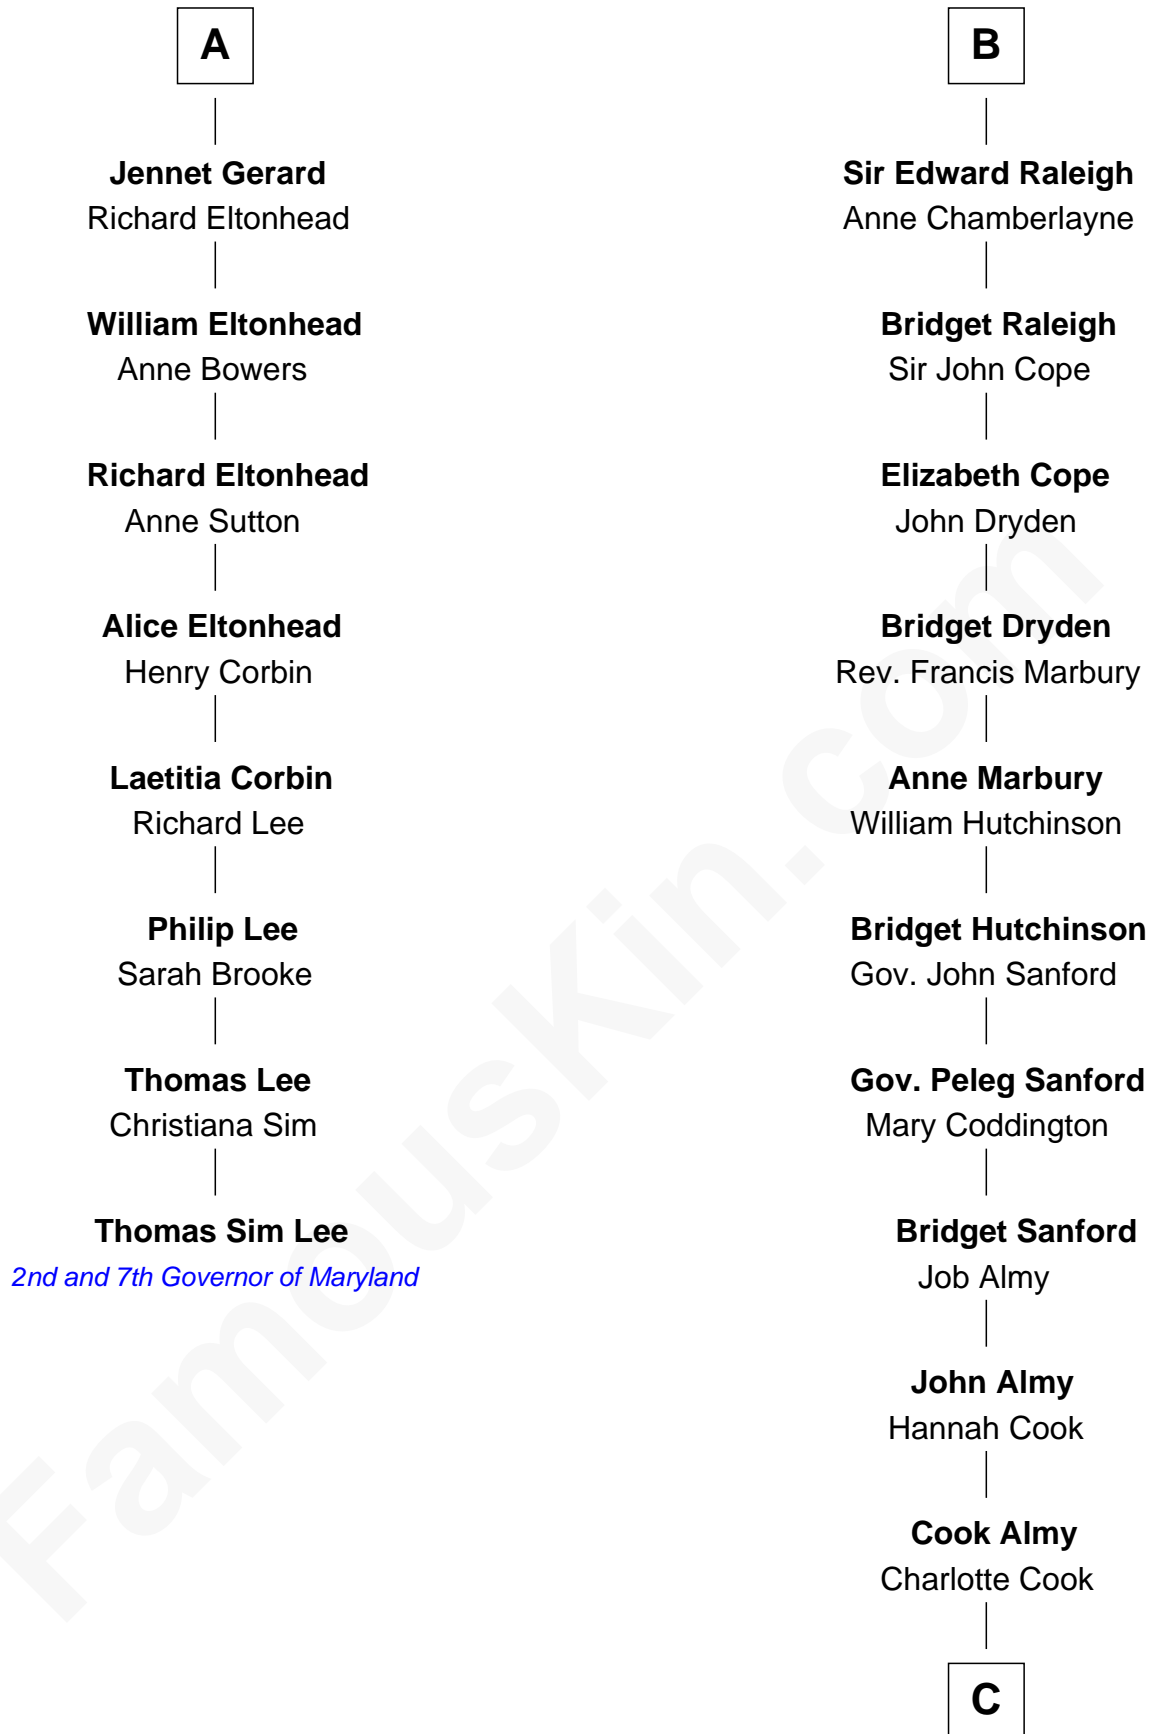 A
Jennet Gerard
Richard Eltonhead
William Eltonhead
Anne Bowers
Richard Eltonhead
Anne Sutton
Alice Eltonhead
Henry Corbin
Laetitia Corbin
Richard Lee
Philip Lee
Sarah Brooke
Thomas Lee
Christiana Sim
Thomas Sim Lee
2nd and 7th Governor of Maryland
B
Sir Edward Raleigh
Anne Chamberlayne
Bridget Raleigh
Sir John Cope
Elizabeth Cope
John Dryden
Bridget Dryden
Rev. Francis Marbury
Anne Marbury
William Hutchinson
Bridget Hutchinson
Gov. John Sanford
Gov. Peleg Sanford
Mary Coddington
Bridget Sanford
Job Almy
John Almy
Hannah Cook
Cook Almy
Charlotte Cook
C
FamousKin.com